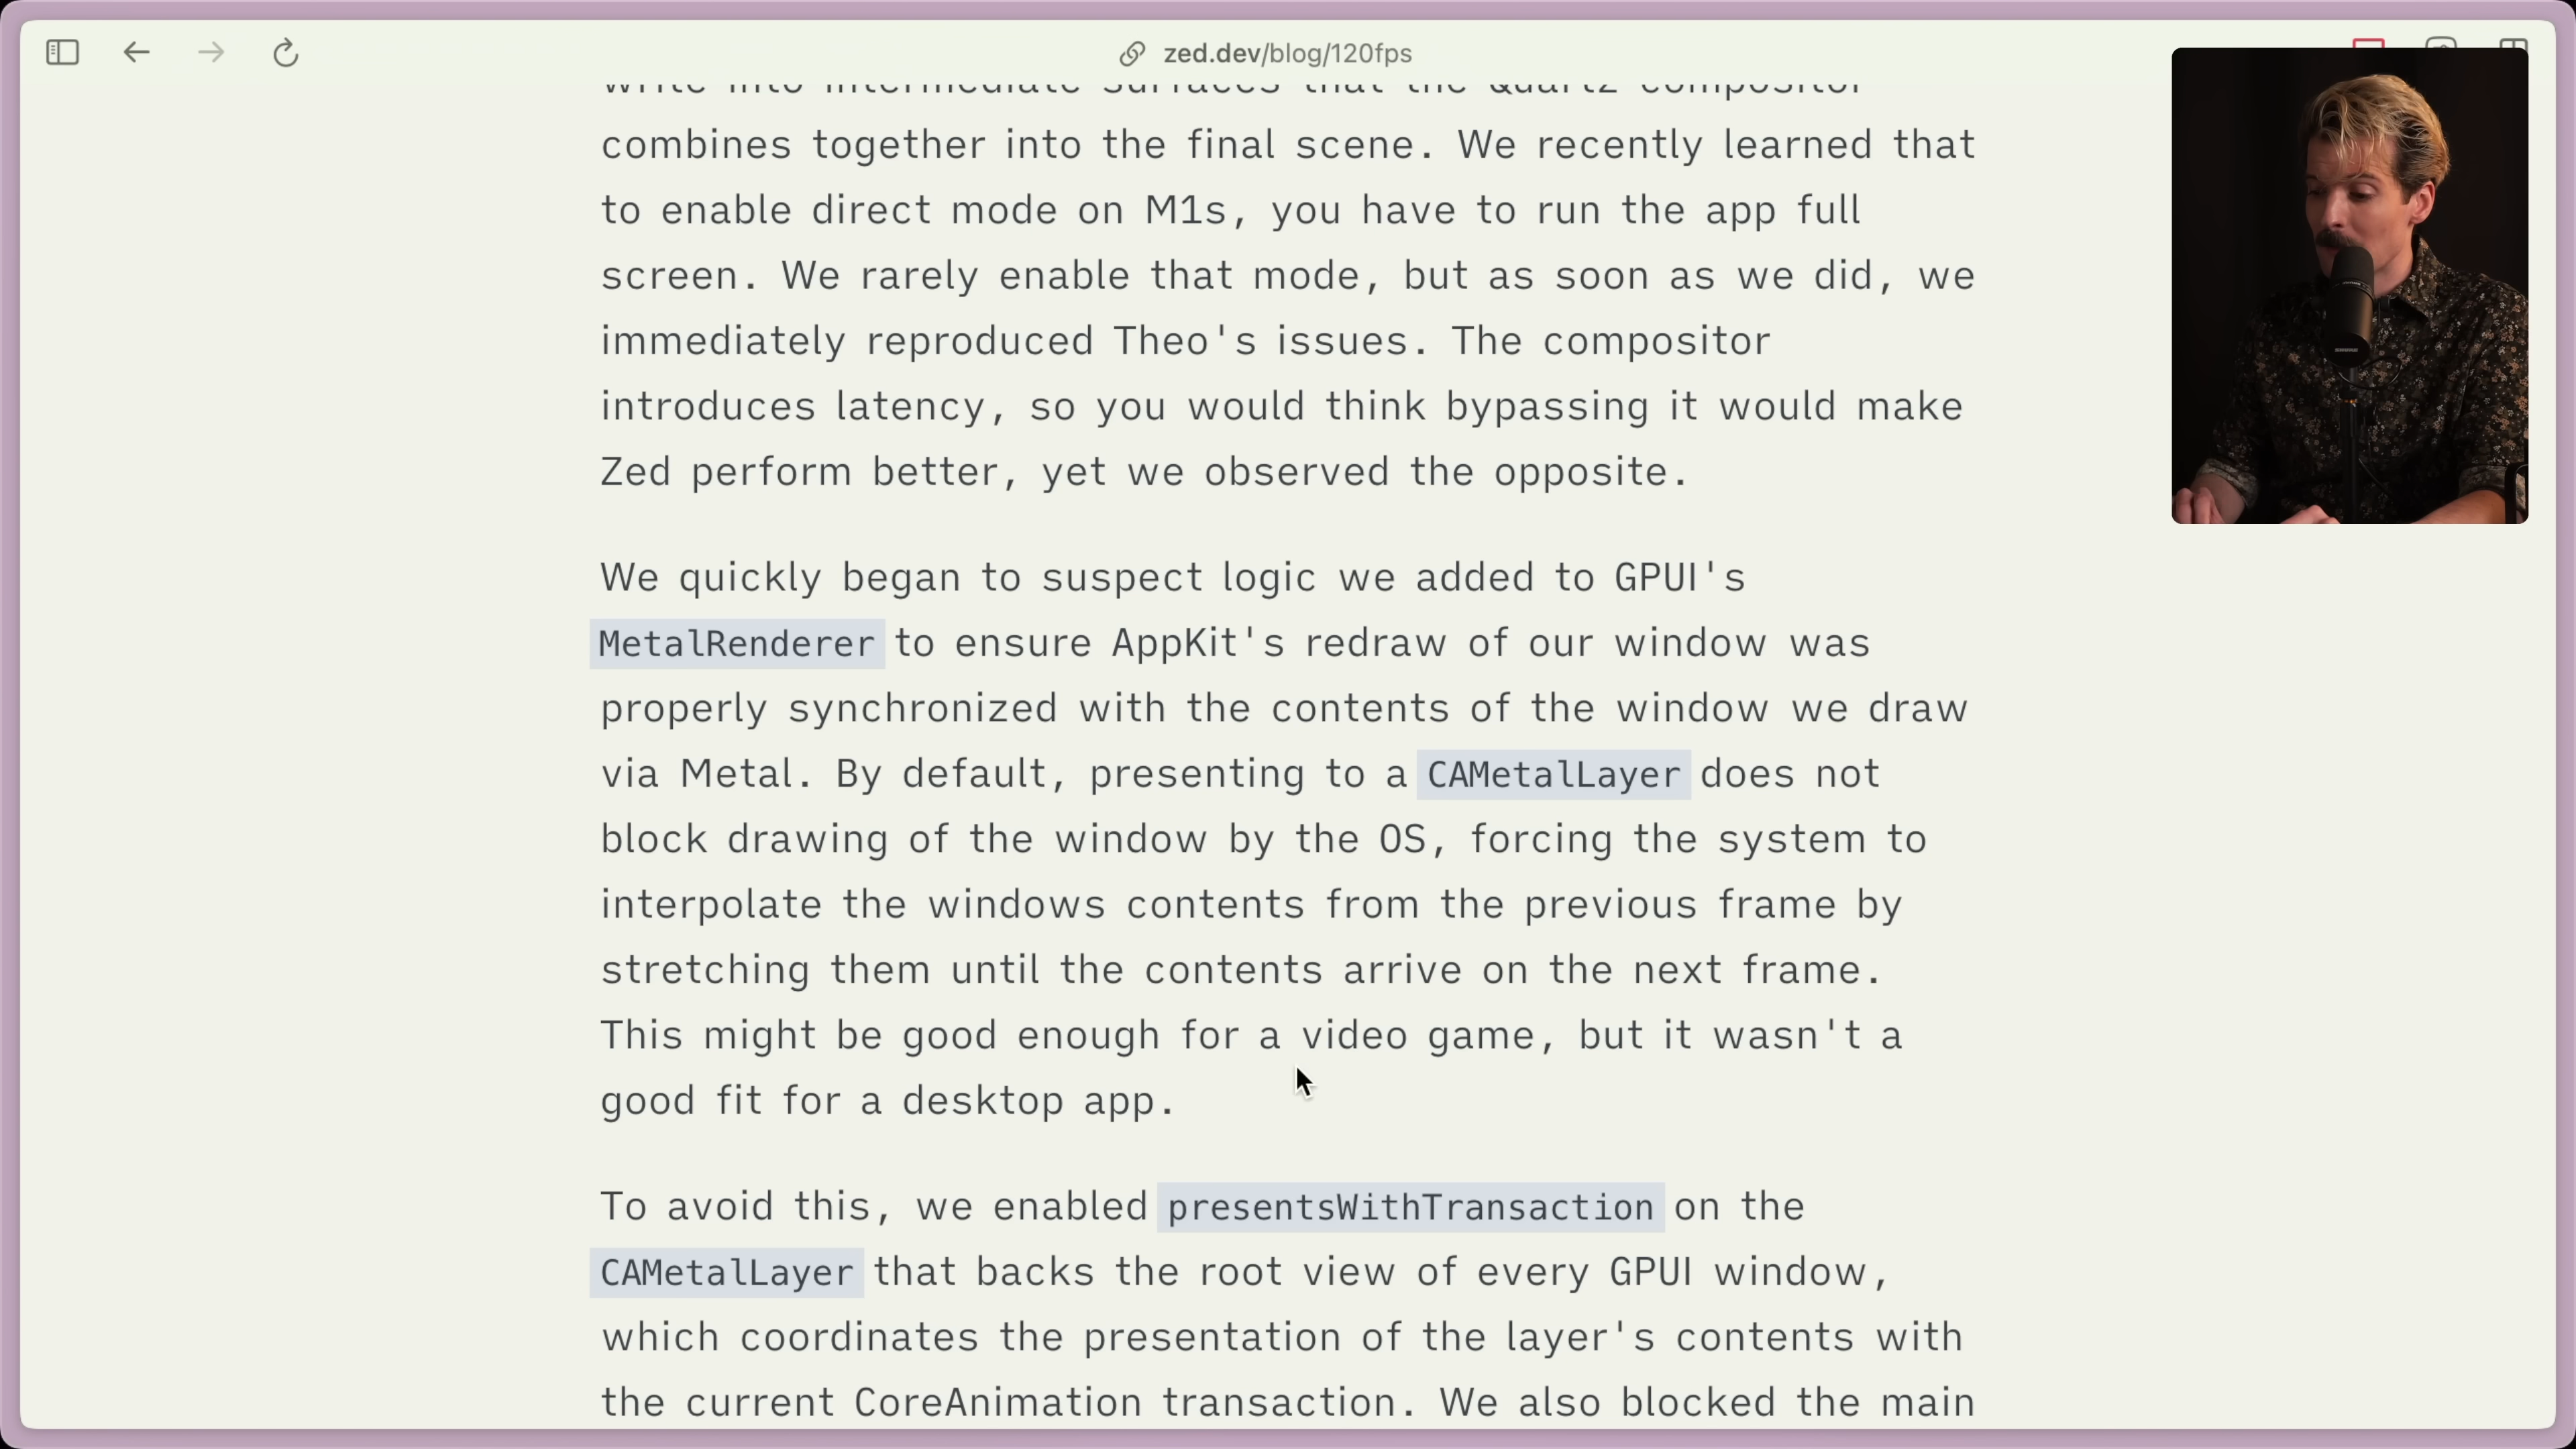 zed.dev/blog/120fps
write into intermediate surfaces that the Quartz compositor
combines together into the final scene. We recently learned that
to enable direct mode on M1s, you have to run the app full
screen. We rarely enable that mode, but as soon as we did, we
immediately reproduced Theo's issues. The compositor
introduces latency, so you would think bypassing it would make
Zed perform better, yet we observed the opposite.
We quickly began to suspect logic we added to GPUI's
MetalRenderer to ensure AppKit's redraw of our window was
properly synchronized with the contents of the window we draw
via Metal. By default, presenting to a CAMetalLayer does not
block drawing of the window by the OS, forcing the system to
interpolate the windows contents from the previous frame by
stretching them until the contents arrive on the next frame.
This might be good enough for a video game, but it wasn't a
good fit for a desktop app.
To avoid this, we enabled presentsWithTransaction on the
CAMetalLayer that backs the root view of every GPUI window,
which coordinates the presentation of the layer's contents with
the current CoreAnimation transaction. We also blocked the main